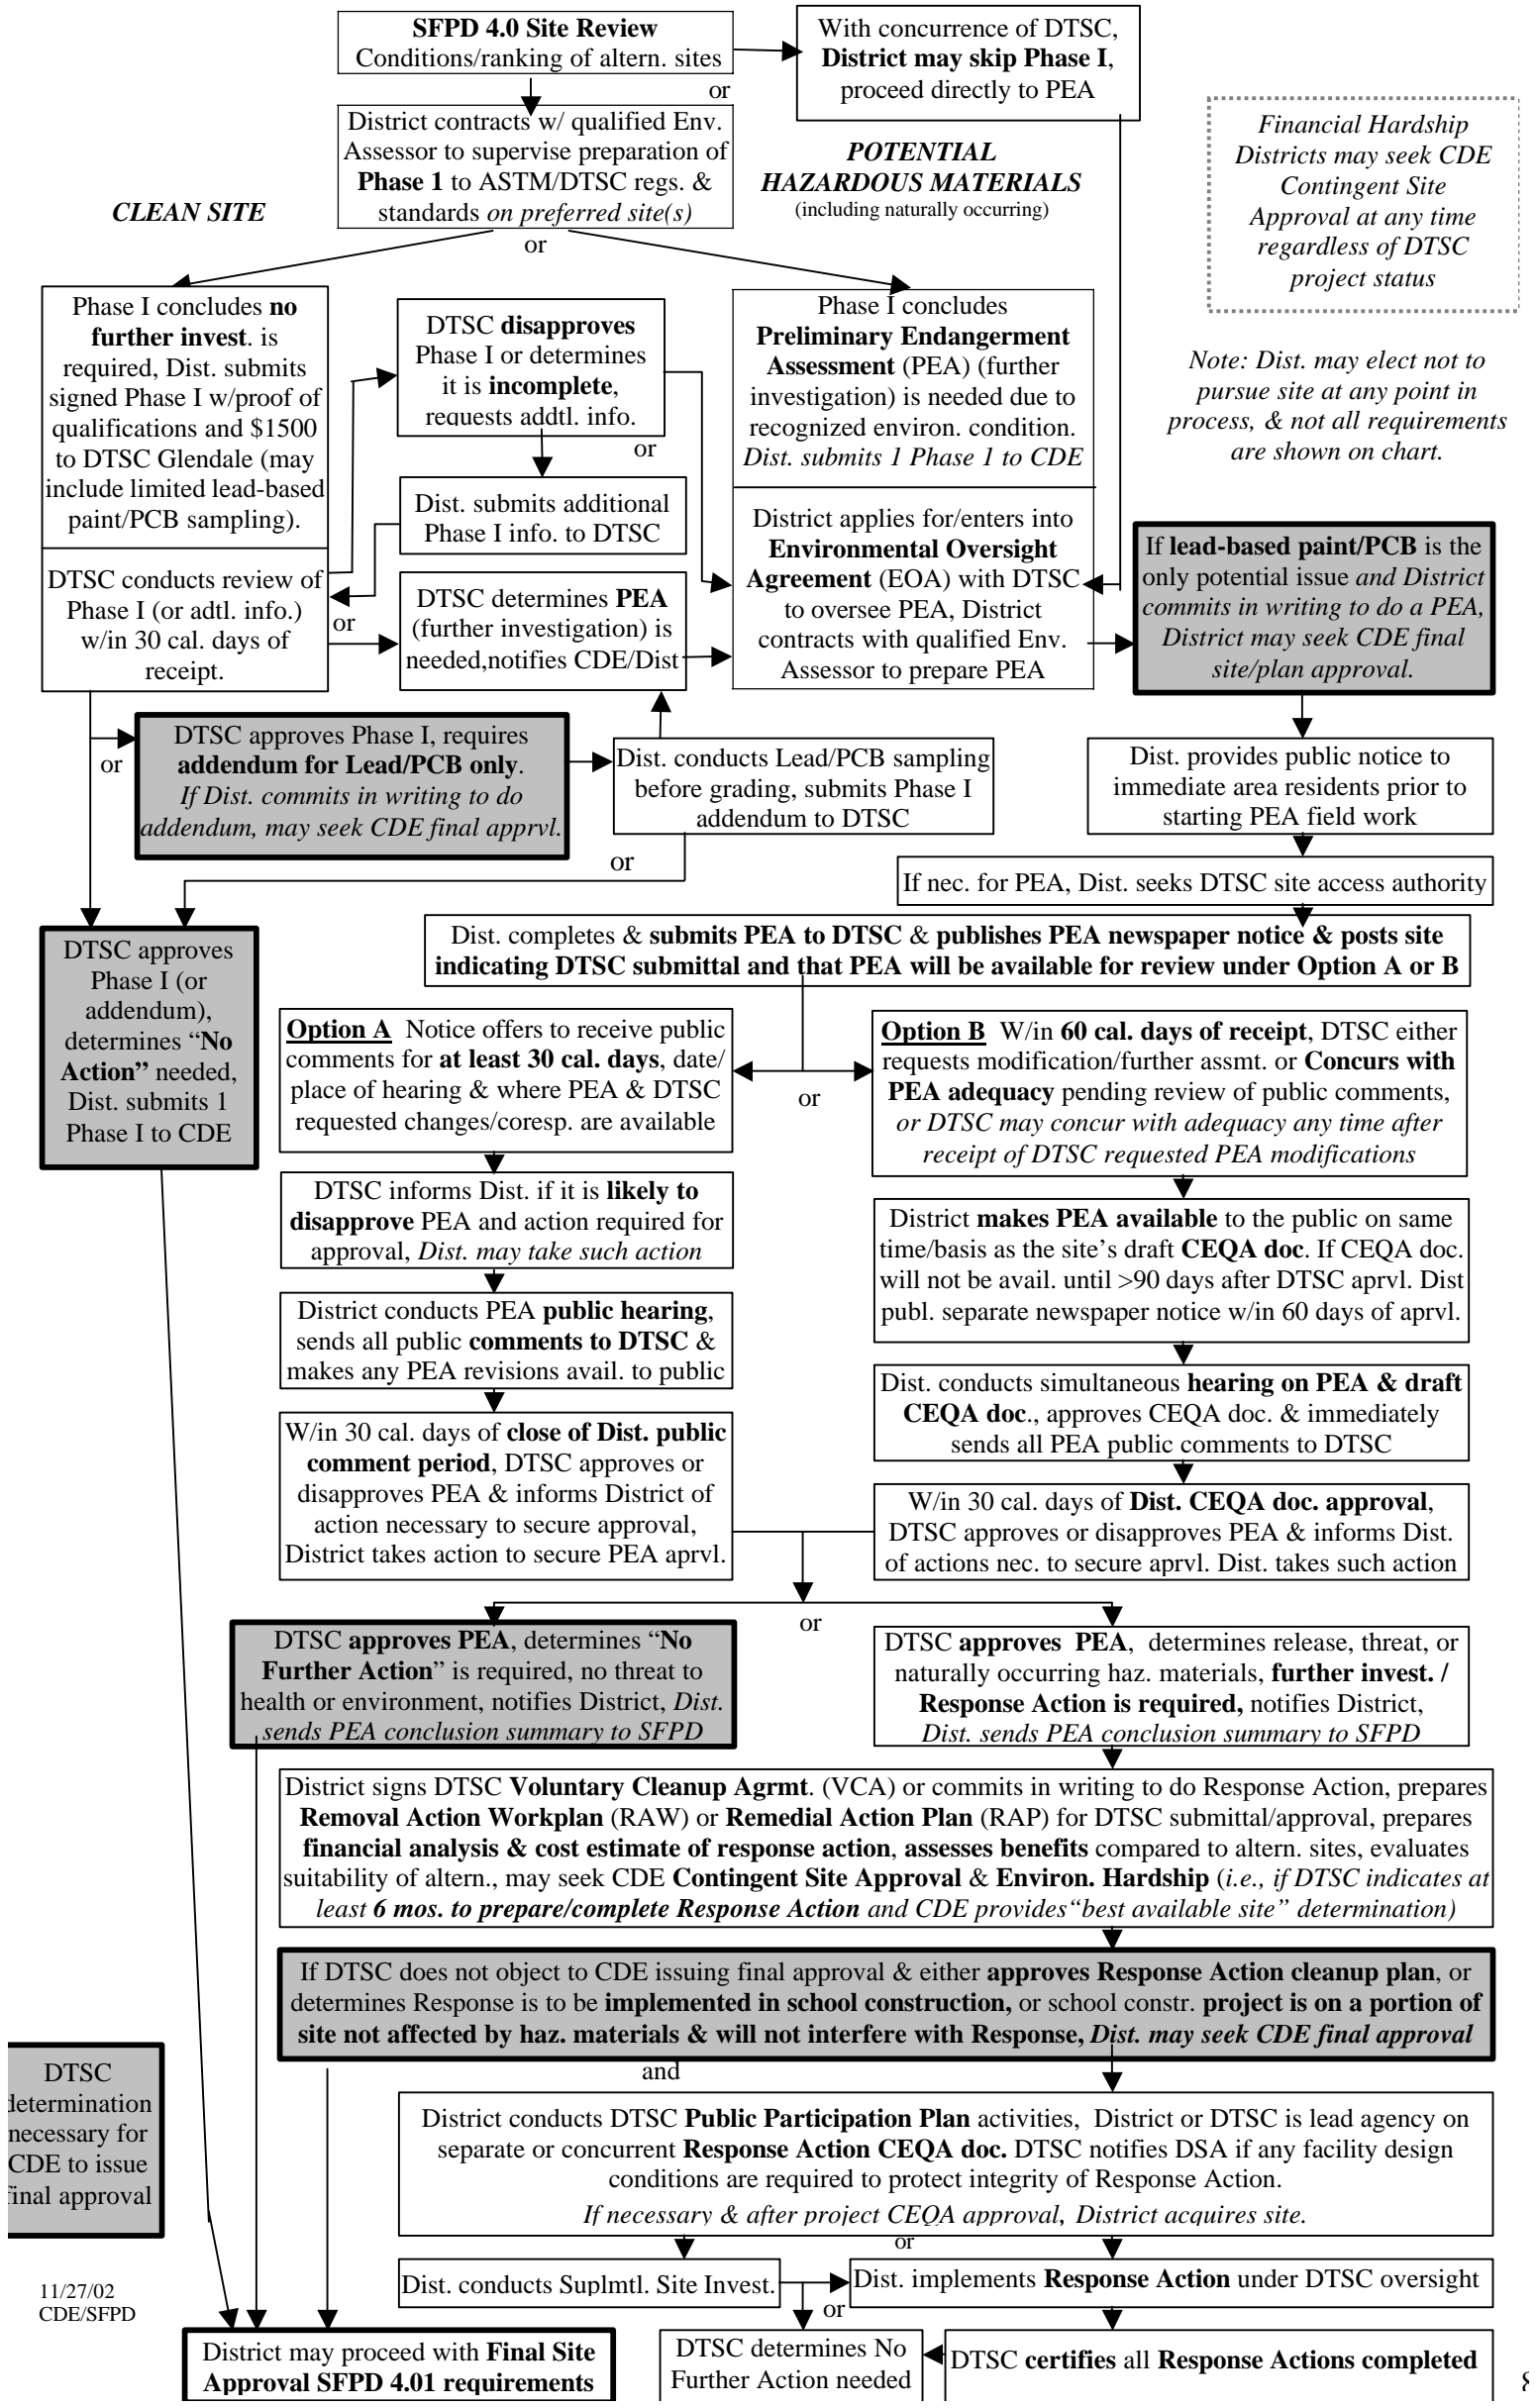 SFPD 4.0 Site Review
Conditions/ranking of altern. sites
or
With concurrence of DTSC,
District may skip Phase I,
proceed directly to PEA
Financial Hardship
Districts may seek CDE
Contingent Site
Approval at any time
regardless of DTSC
project status
District contracts w/ qualified Env.
Assessor to supervise preparation of
Phase 1 to ASTM/DTSC regs. &
standards on preferred site(s)
or
POTENTIAL
HAZARDOUS MATERIALS
(including naturally occurring)
CLEAN SITE
Phase I concludes no
further invest. is
required, Dist. submits
signed Phase I w/proof of
qualifications and $1500
to DTSC Glendale (may
include limited lead-based
paint/PCB sampling).
DTSC disapproves
Phase I or determines
it is incomplete,
requests addtl. info.
or
Phase I concludes
Preliminary Endangerment
Assessment (PEA) (further
investigation) is needed due to
recognized environ. condition.
Dist. submits 1 Phase 1 to CDE
Note: Dist. may elect not to
pursue site at any point in
process, & not all requirements
are shown on chart.
Dist. submits additional
Phase I info. to DTSC
DTSC conducts review of
Phase I (or adtl. info.)
w/in 30 cal. days of
receipt.
or
DTSC determines PEA
(further investigation) is
needed,notifies CDE/Dist
District applies for/enters into
Environmental Oversight
Agreement (EOA) with DTSC
to oversee PEA, District
contracts with qualified Env.
Assessor to prepare PEA
If lead-based paint/PCB is the
only potential issue and District
commits in writing to do a PEA,
District may seek CDE final
site/plan approval.
or
DTSC approves Phase I, requires
addendum for Lead/PCB only.
If Dist. commits in writing to do
addendum, may seek CDE final apprvl.
Dist. conducts Lead/PCB sampling
before grading, submits Phase I
addendum to DTSC
or
Dist. provides public notice to
immediate area residents prior to
starting PEA field work
If nec. for PEA, Dist. seeks DTSC site access authority
DTSC approves
Phase I (or
addendum),
determines “No
Action” needed,
Dist. submits 1
Phase I to CDE
Dist. completes & submits PEA to DTSC & publishes PEA newspaper notice & posts site
indicating DTSC submittal and that PEA will be available for review under Option A or B
Option A Notice offers to receive public
comments for at least 30 cal. days, date/
place of hearing & where PEA & DTSC
requested changes/coresp. are available
or
Option B W/in 60 cal. days of receipt, DTSC either
requests modification/further assmt. or Concurs with
PEA adequacy pending review of public comments,
or DTSC may concur with adequacy any time after
receipt of DTSC requested PEA modifications
DTSC informs Dist. if it is likely to
disapprove PEA and action required for
approval, Dist. may take such action
District makes PEA available to the public on same
time/basis as the site’s draft CEQA doc. If CEQA doc.
will not be avail. until >90 days after DTSC aprvl. Dist
publ. separate newspaper notice w/in 60 days of aprvl.
District conducts PEA public hearing,
sends all public comments to DTSC &
makes any PEA revisions avail. to public
Dist. conducts simultaneous hearing on PEA & draft
CEQA doc., approves CEQA doc. & immediately
sends all PEA public comments to DTSC
W/in 30 cal. days of close of Dist. public
comment period, DTSC approves or
disapproves PEA & informs District of
action necessary to secure approval,
District takes action to secure PEA aprvl.
W/in 30 cal. days of Dist. CEQA doc. approval,
DTSC approves or disapproves PEA & informs Dist.
of actions nec. to secure aprvl. Dist. takes such action
or
DTSC approves PEA, determines “No
Further Action” is required, no threat to
health or environment, notifies District, Dist.
sends PEA conclusion summary to SFPD
DTSC approves PEA, determines release, threat, or
naturally occurring haz. materials, further invest. /
Response Action is required, notifies District,
Dist. sends PEA conclusion summary to SFPD
District signs DTSC Voluntary Cleanup Agrmt. (VCA) or commits in writing to do Response Action, prepares
Removal Action Workplan (RAW) or Remedial Action Plan (RAP) for DTSC submittal/approval, prepares
financial analysis & cost estimate of response action, assesses benefits compared to altern. sites, evaluates
suitability of altern., may seek CDE Contingent Site Approval & Environ. Hardship (i.e., if DTSC indicates at
least 6 mos. to prepare/complete Response Action and CDE provides“best available site” determination)
If DTSC does not object to CDE issuing final approval & either approves Response Action cleanup plan, or
determines Response is to be implemented in school construction, or school constr. project is on a portion of
site not affected by haz. materials & will not interfere with Response, Dist. may seek CDE final approval
and
DTSC
determination
necessary for
CDE to issue
final approval
District conducts DTSC Public Participation Plan activities, District or DTSC is lead agency on
separate or concurrent Response Action CEQA doc. DTSC notifies DSA if any facility design
conditions are required to protect integrity of Response Action.
If necessary & after project CEQA approval, District acquires site.
or
Dist. conducts Suplmtl. Site Invest.
Dist. implements Response Action under DTSC oversight
or
11/27/02
CDE/SFPD
District may proceed with Final Site
Approval SFPD 4.01 requirements
DTSC determines No
Further Action needed
DTSC certifies all Response Actions completed
8